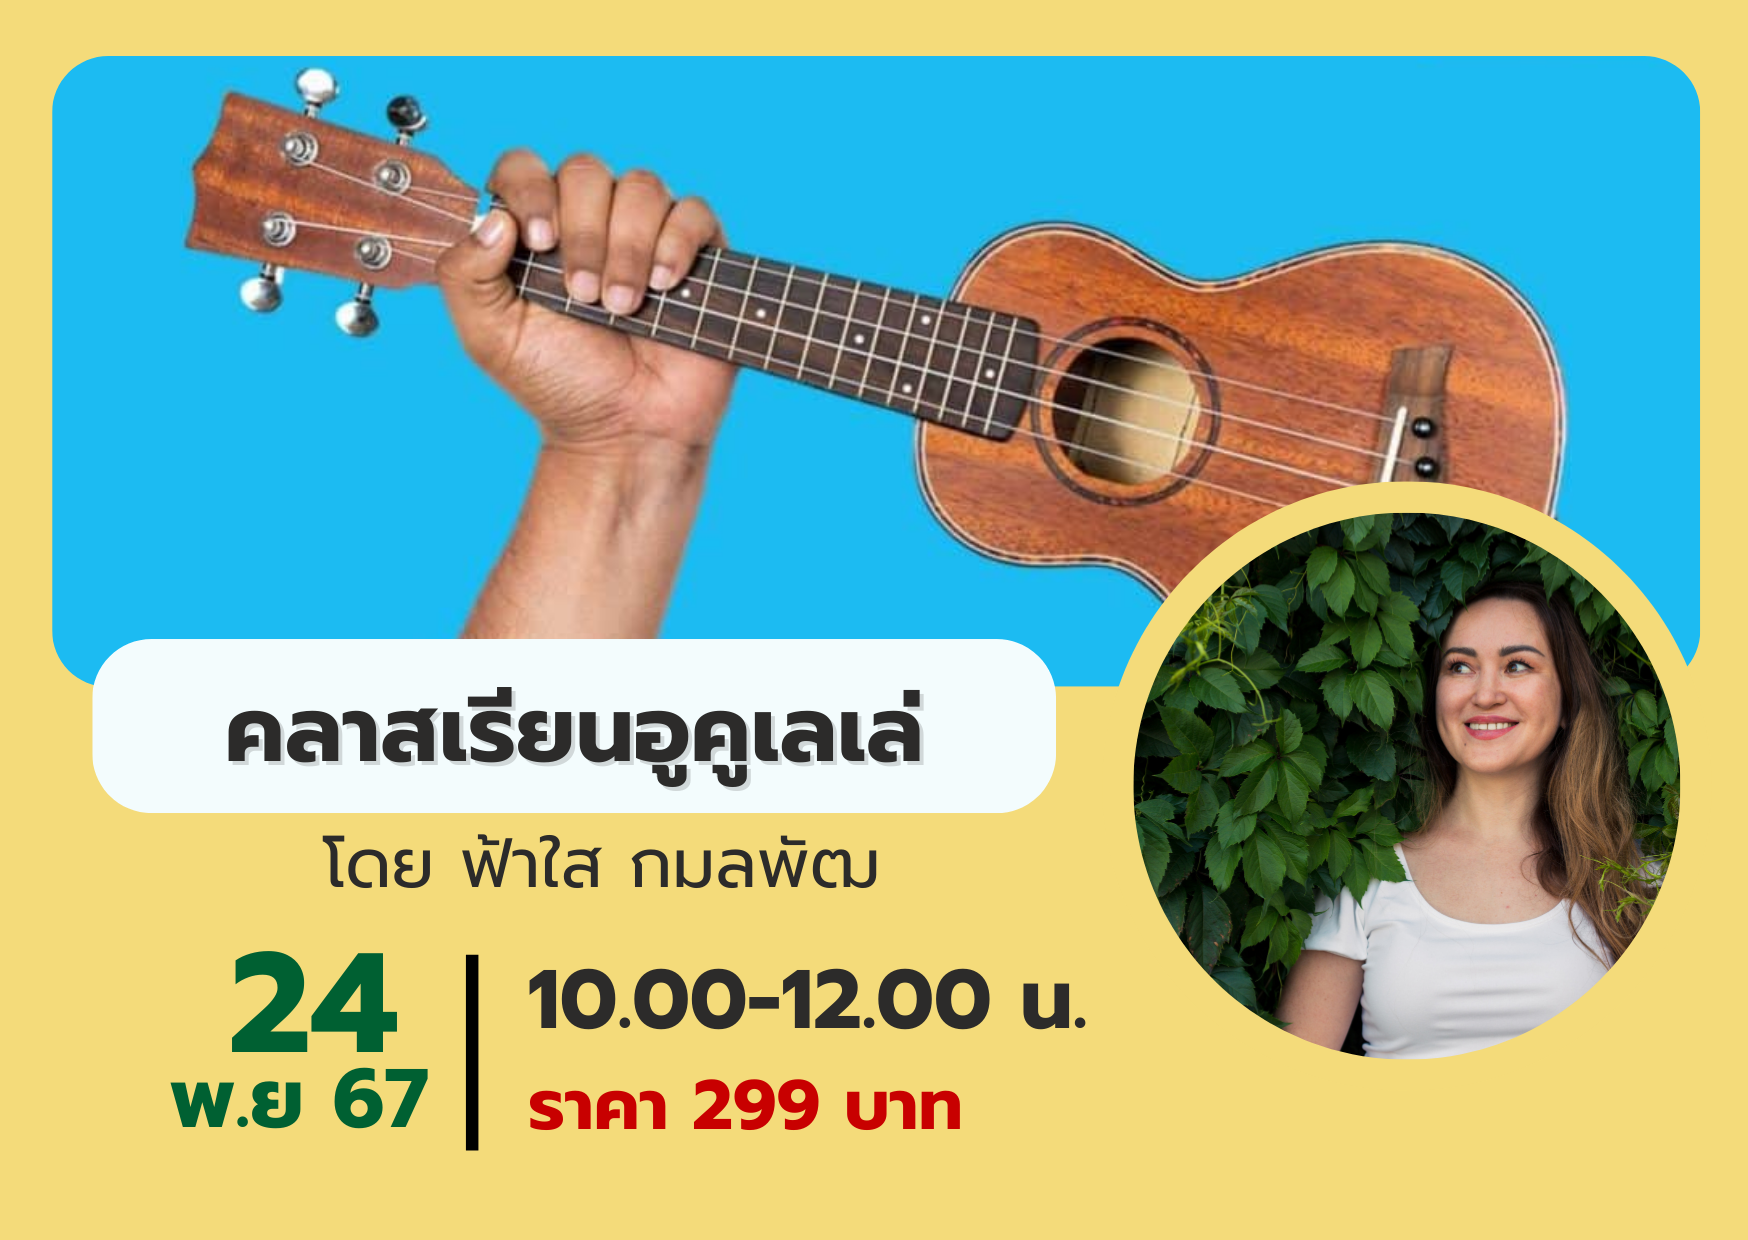 คลาสเรียนอูคูเลเล่
โดย ฟ้าใส กมลพัฒ
24
พ.ย 67
10.00-12.00 น.
ราคา 299 บาท